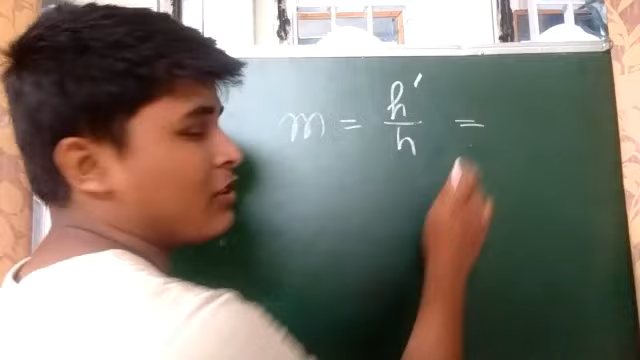 m = h'/h =